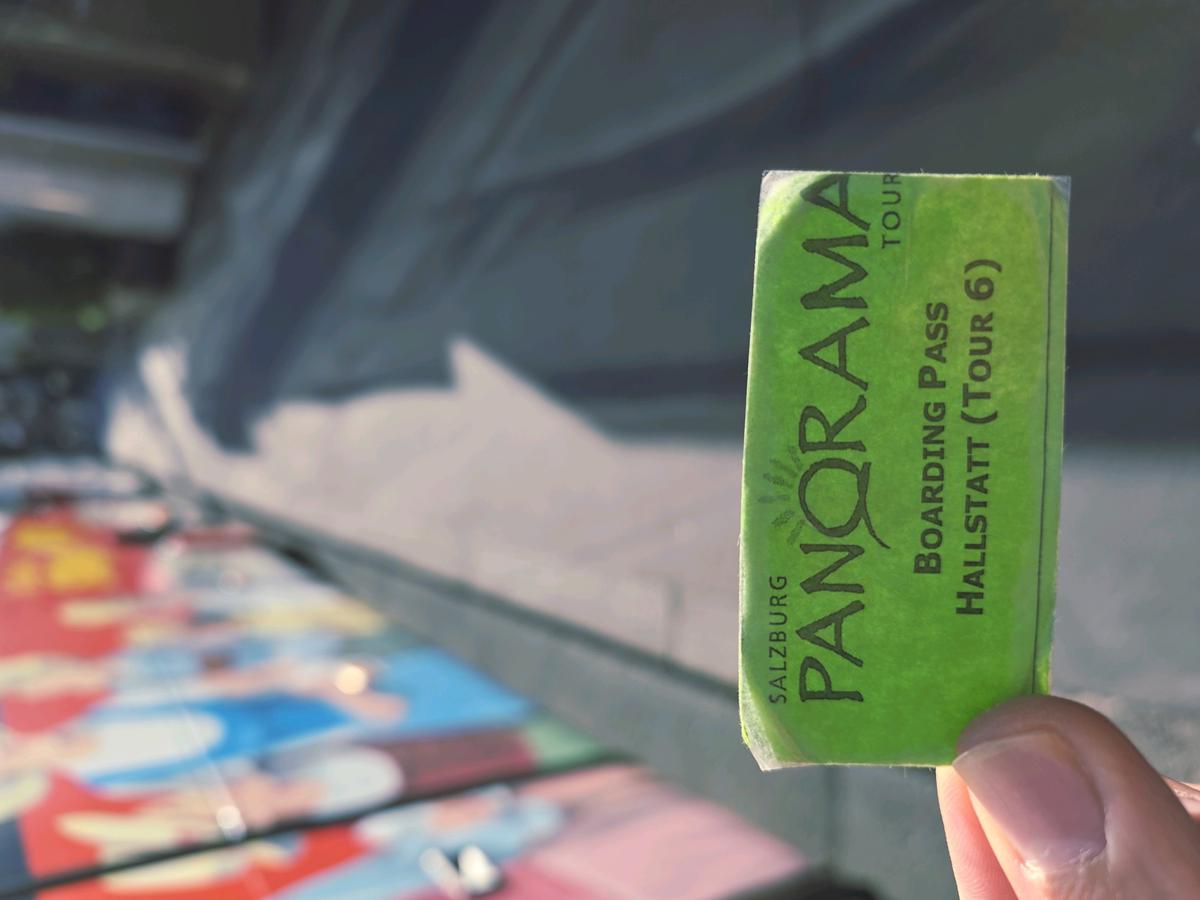 SALZBURG
PANORAMA
TOUR
BOARDING PASS
HALLSTATT (TOUR 6)